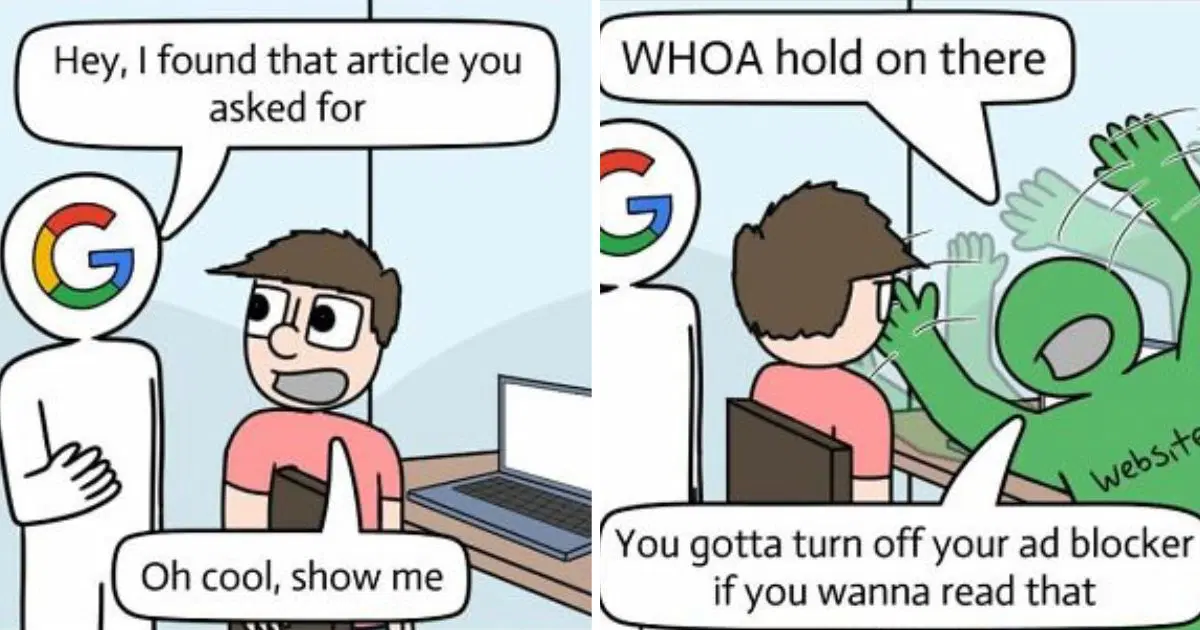 Hey, I found that article you
asked for
G
Oh cool, show me
WHOA hold on there
G
website
You gotta turn off your ad blocker
if you wanna read that